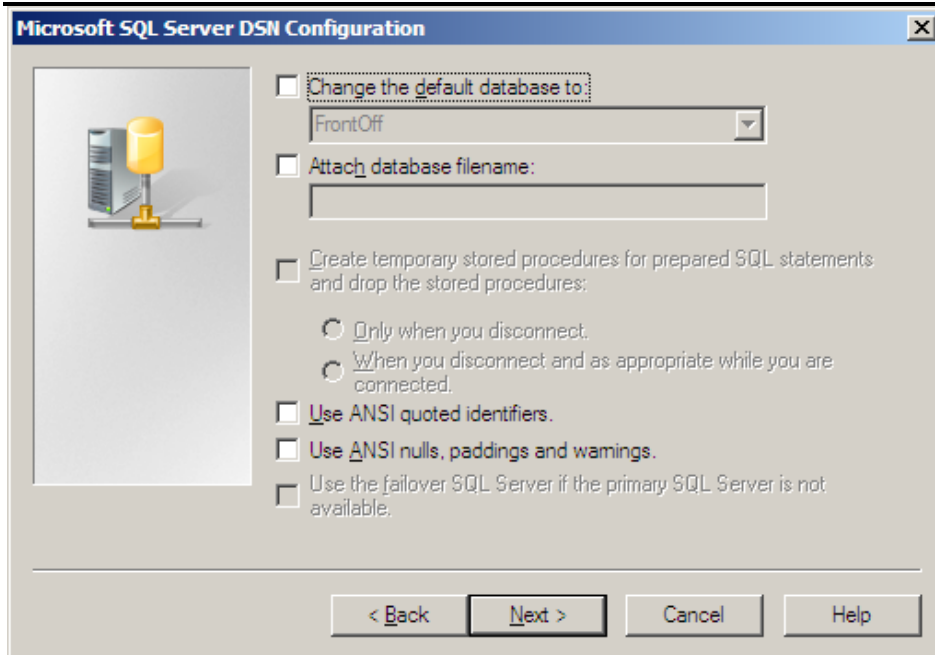 Microsoft SQL Server DSN Configuration
Change the default database to:
FrontOff
Attach database filename:
Create temporary stored procedures for prepared SQL statements
and drop the stored procedures:
Only when you disconnect.
When you disconnect and as appropriate while you are
connected.
Use ANSI quoted identifiers.
Use ANSI nulls, paddings and warnings.
Use the failover SQL Server if the primary SQL Server is not
available.
< Back
Next >
Cancel
Help